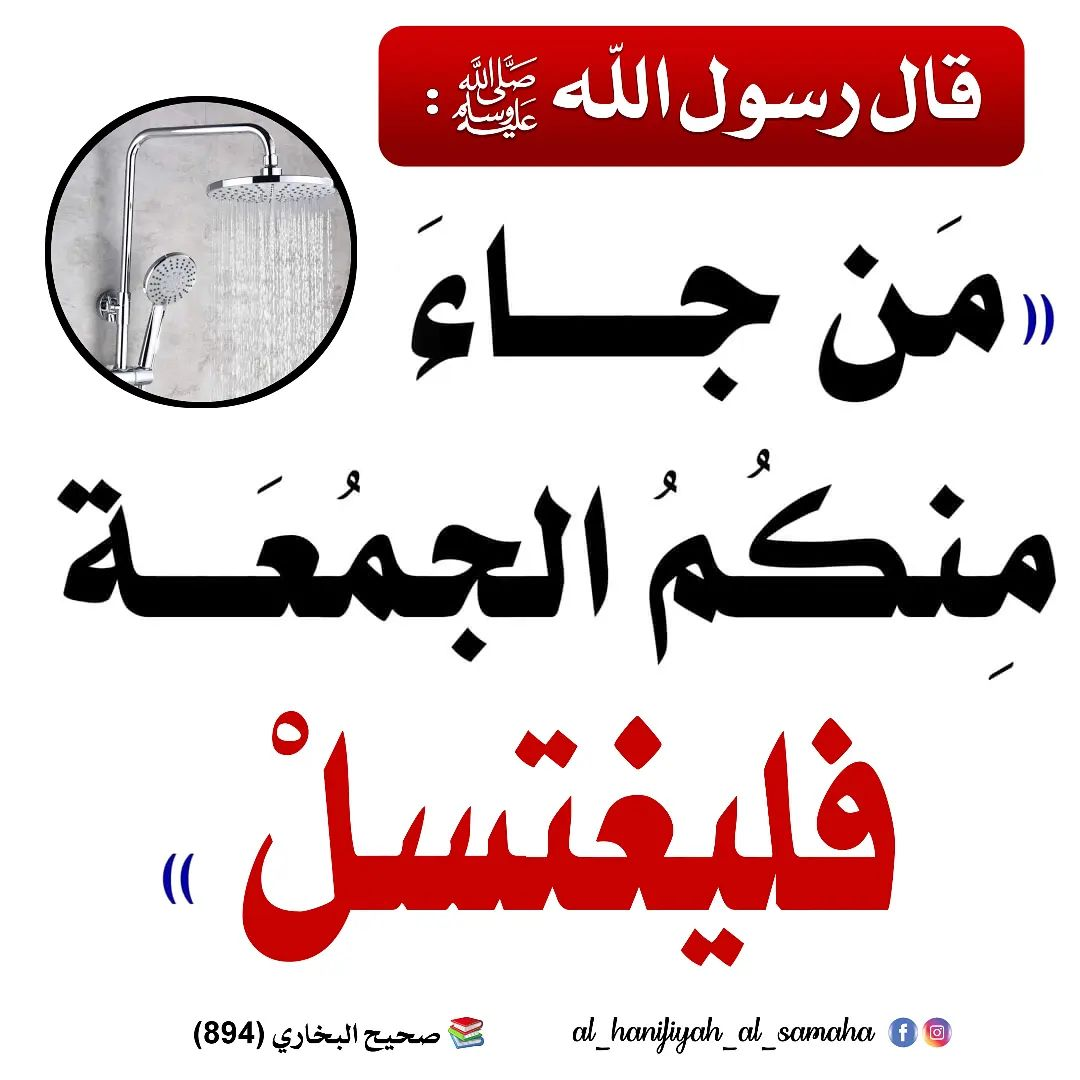 قال رسول الله ﷺ :
(( مَن جاءَ
مِنكُمُ الجمُعَة
فليغتسلْ ))
صحيح البخاري (894)
al_hanifiyah_al_samaha